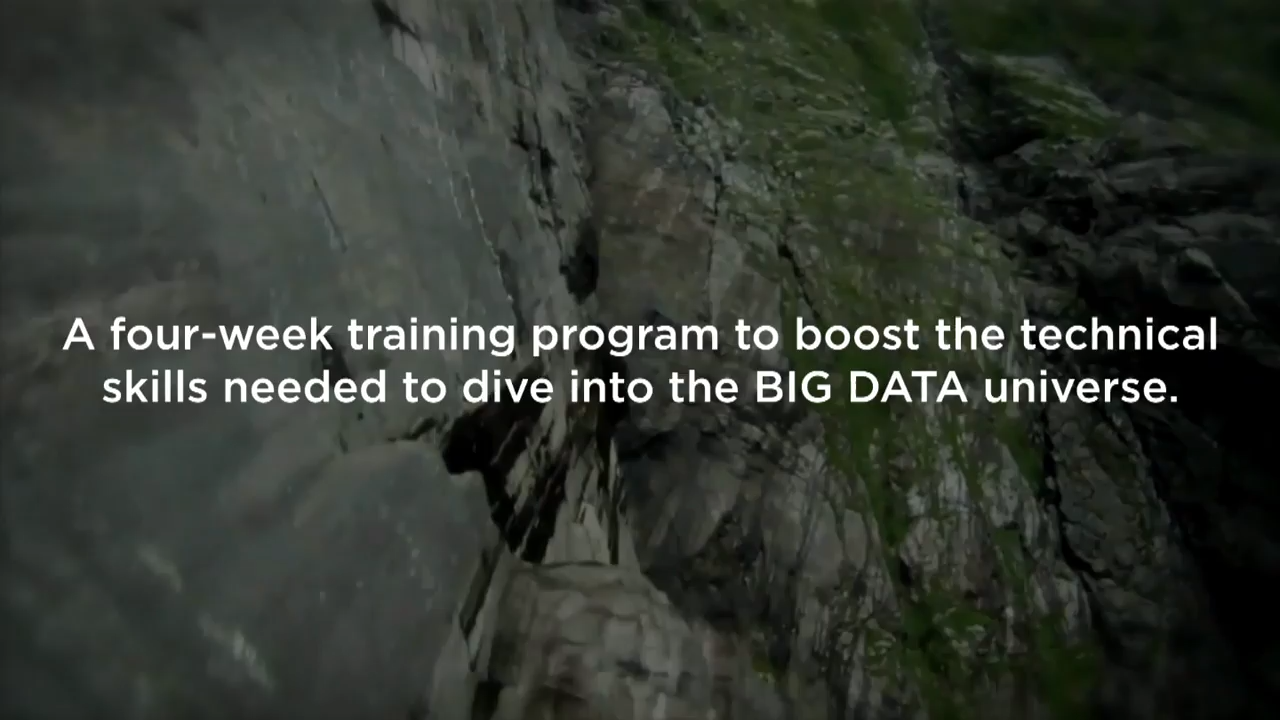 A four-week training program to boost the technical
skills needed to dive into the BIG DATA universe.